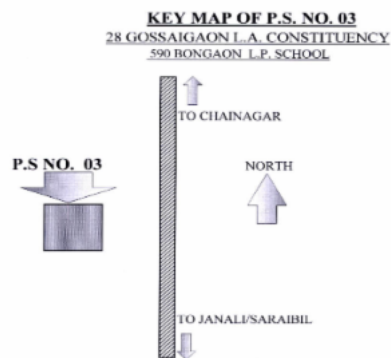 KEY MAP OF P.S. NO. 03
28 GOSSAIGAON L.A. CONSTITUENCY
590 BONGAON L.P. SCHOOL
TO CHAINAGAR
P.S NO. 03
NORTH
TO JANALI/SARAIBIL